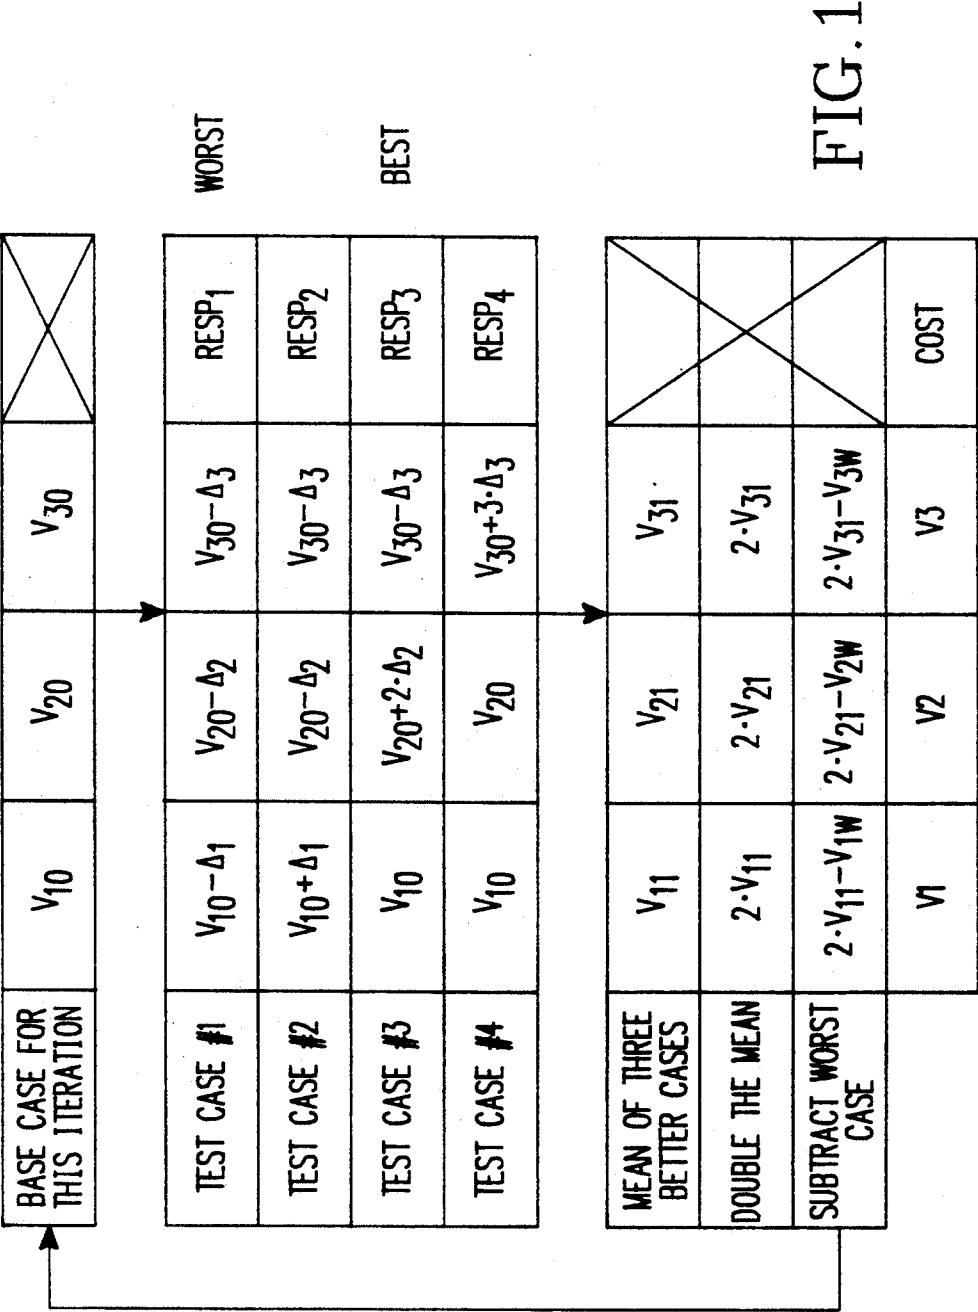 BASE CASE FOR
THIS ITERATION
V10
V20
V30
TEST CASE #1
V10-Δ1
V20-Δ2
V30-Δ3
RESP1
WORST
TEST CASE #2
V10+Δ1
V20-Δ2
V30-Δ3
RESP2
TEST CASE #3
V10
V20+2·Δ2
V30-Δ3
RESP3
BEST
TEST CASE #4
V10
V20
V30+3·Δ3
RESP4
MEAN OF THREE
BETTER CASES
V11
V21
V31
DOUBLE THE MEAN
2·V11
2·V21
2·V31
SUBTRACT WORST
CASE
2·V11-V1W
2·V21-V2W
2·V31-V3W
V1
V2
V3
COST
FIG.1